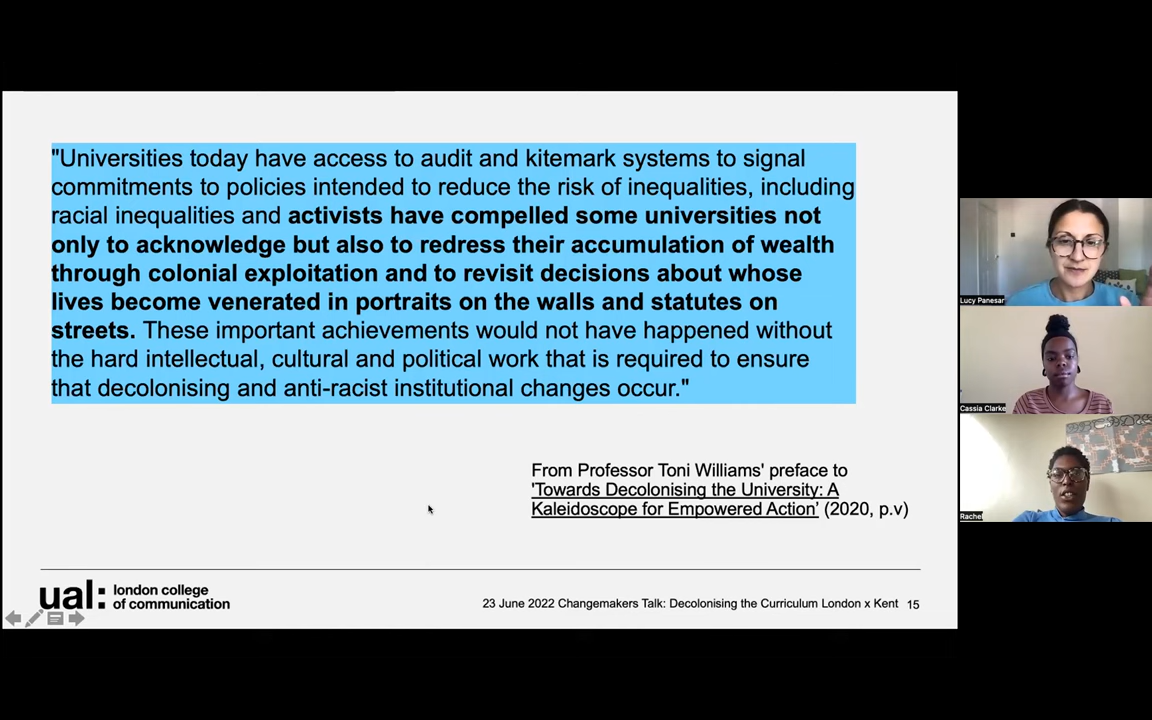 "Universities today have access to audit and kitemark systems to signal
commitments to policies intended to reduce the risk of inequalities, including
racial inequalities and activists have compelled some universities not
only to acknowledge but also to redress their accumulation of wealth
through colonial exploitation and to revisit decisions about whose
lives become venerated in portraits on the walls and statutes on
streets. These important achievements would not have happened without
the hard intellectual, cultural and political work that is required to ensure
that decolonising and anti-racist institutional changes occur."
From Professor Toni Williams' preface to
'Towards Decolonising the University: A
Kaleidoscope for Empowered Action' (2020, p.v)
ual: london college
of communication
23 June 2022 Changemakers Talk: Decolonising the Curriculum London x Kent 15
Lucy Panesar
Cassia Clarke
Rachel